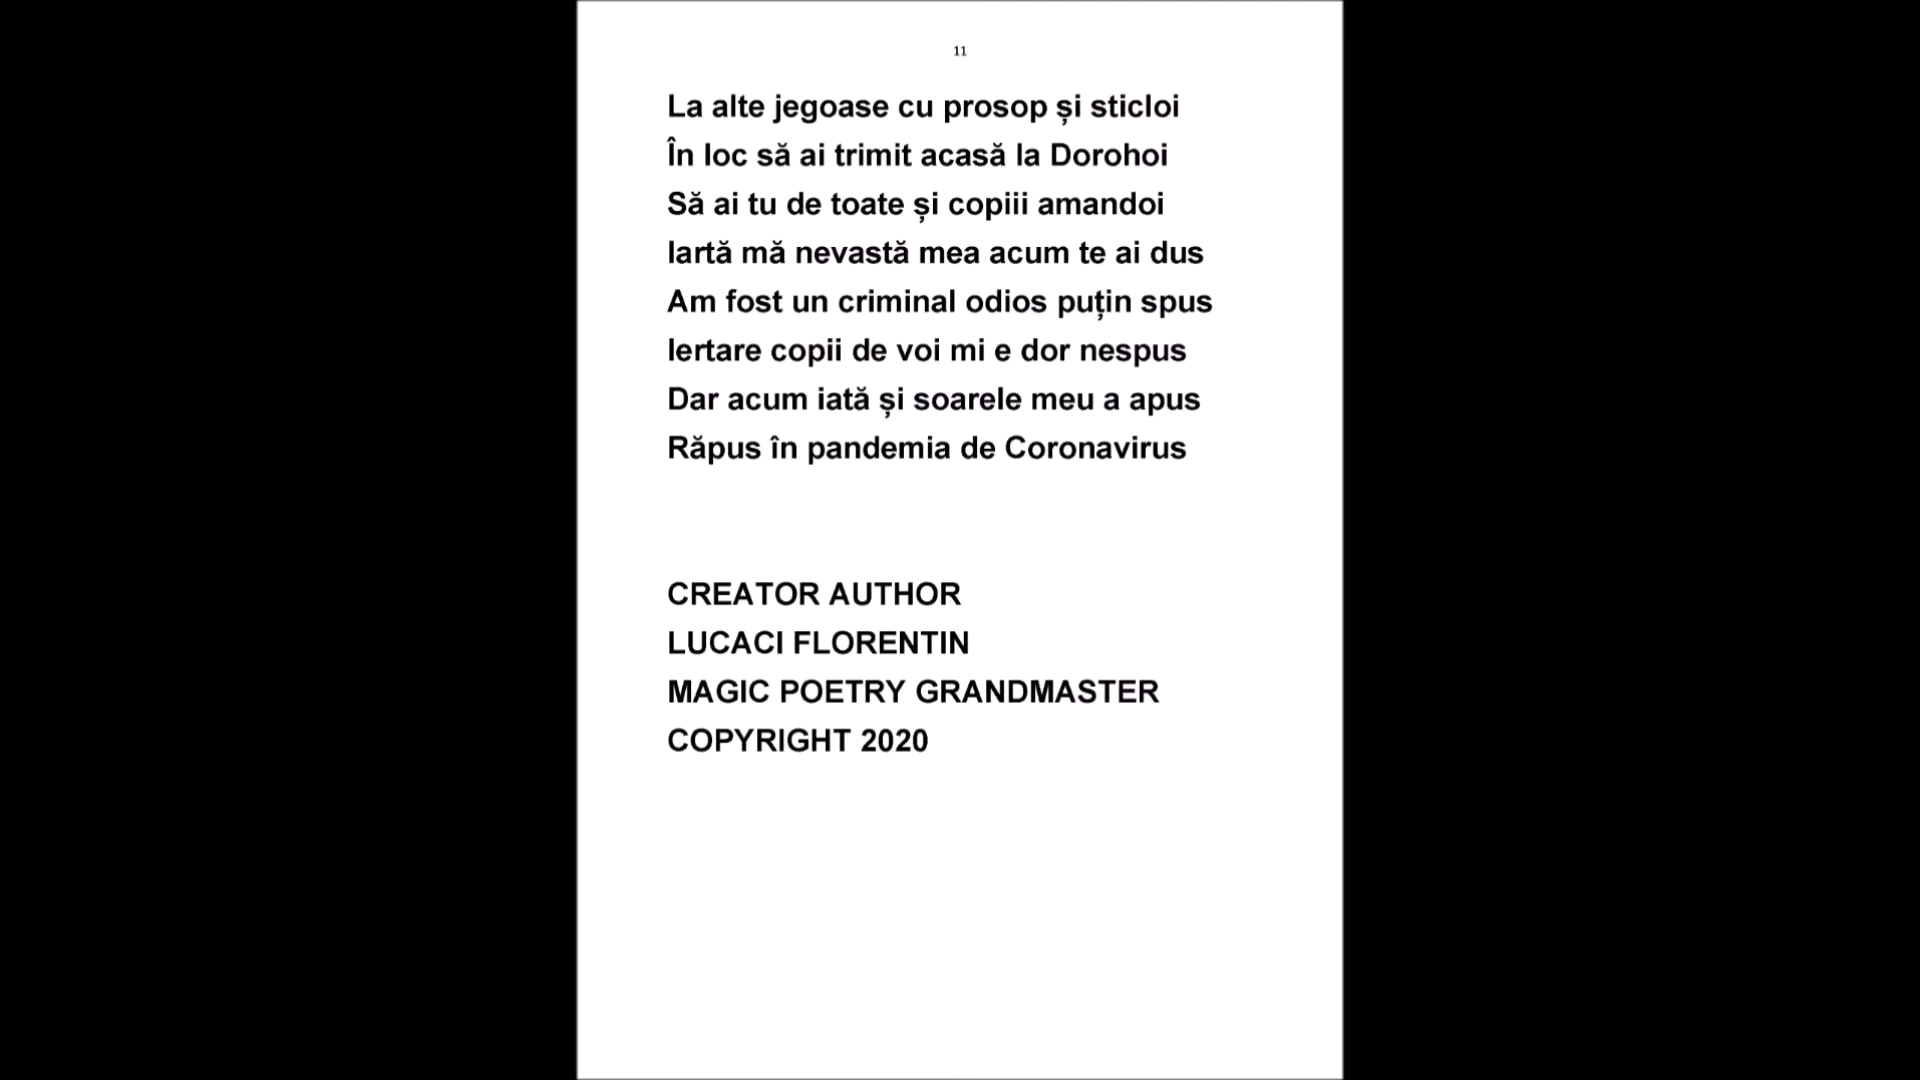 11
La alte jegoase cu prosop și sticloi
În loc să ai trimit acasă la Dorohoi
Să ai tu de toate și copiii amandoi
Iartă mă nevastă mea acum te ai dus
Am fost un criminal odios puțin spus
Iertare copii de voi mi e dor nespus
Dar acum iată și soarele meu a apus
Răpus în pandemia de Coronavirus
CREATOR AUTHOR
LUCACI FLORENTIN
MAGIC POETRY GRANDMASTER
COPYRIGHT 2020